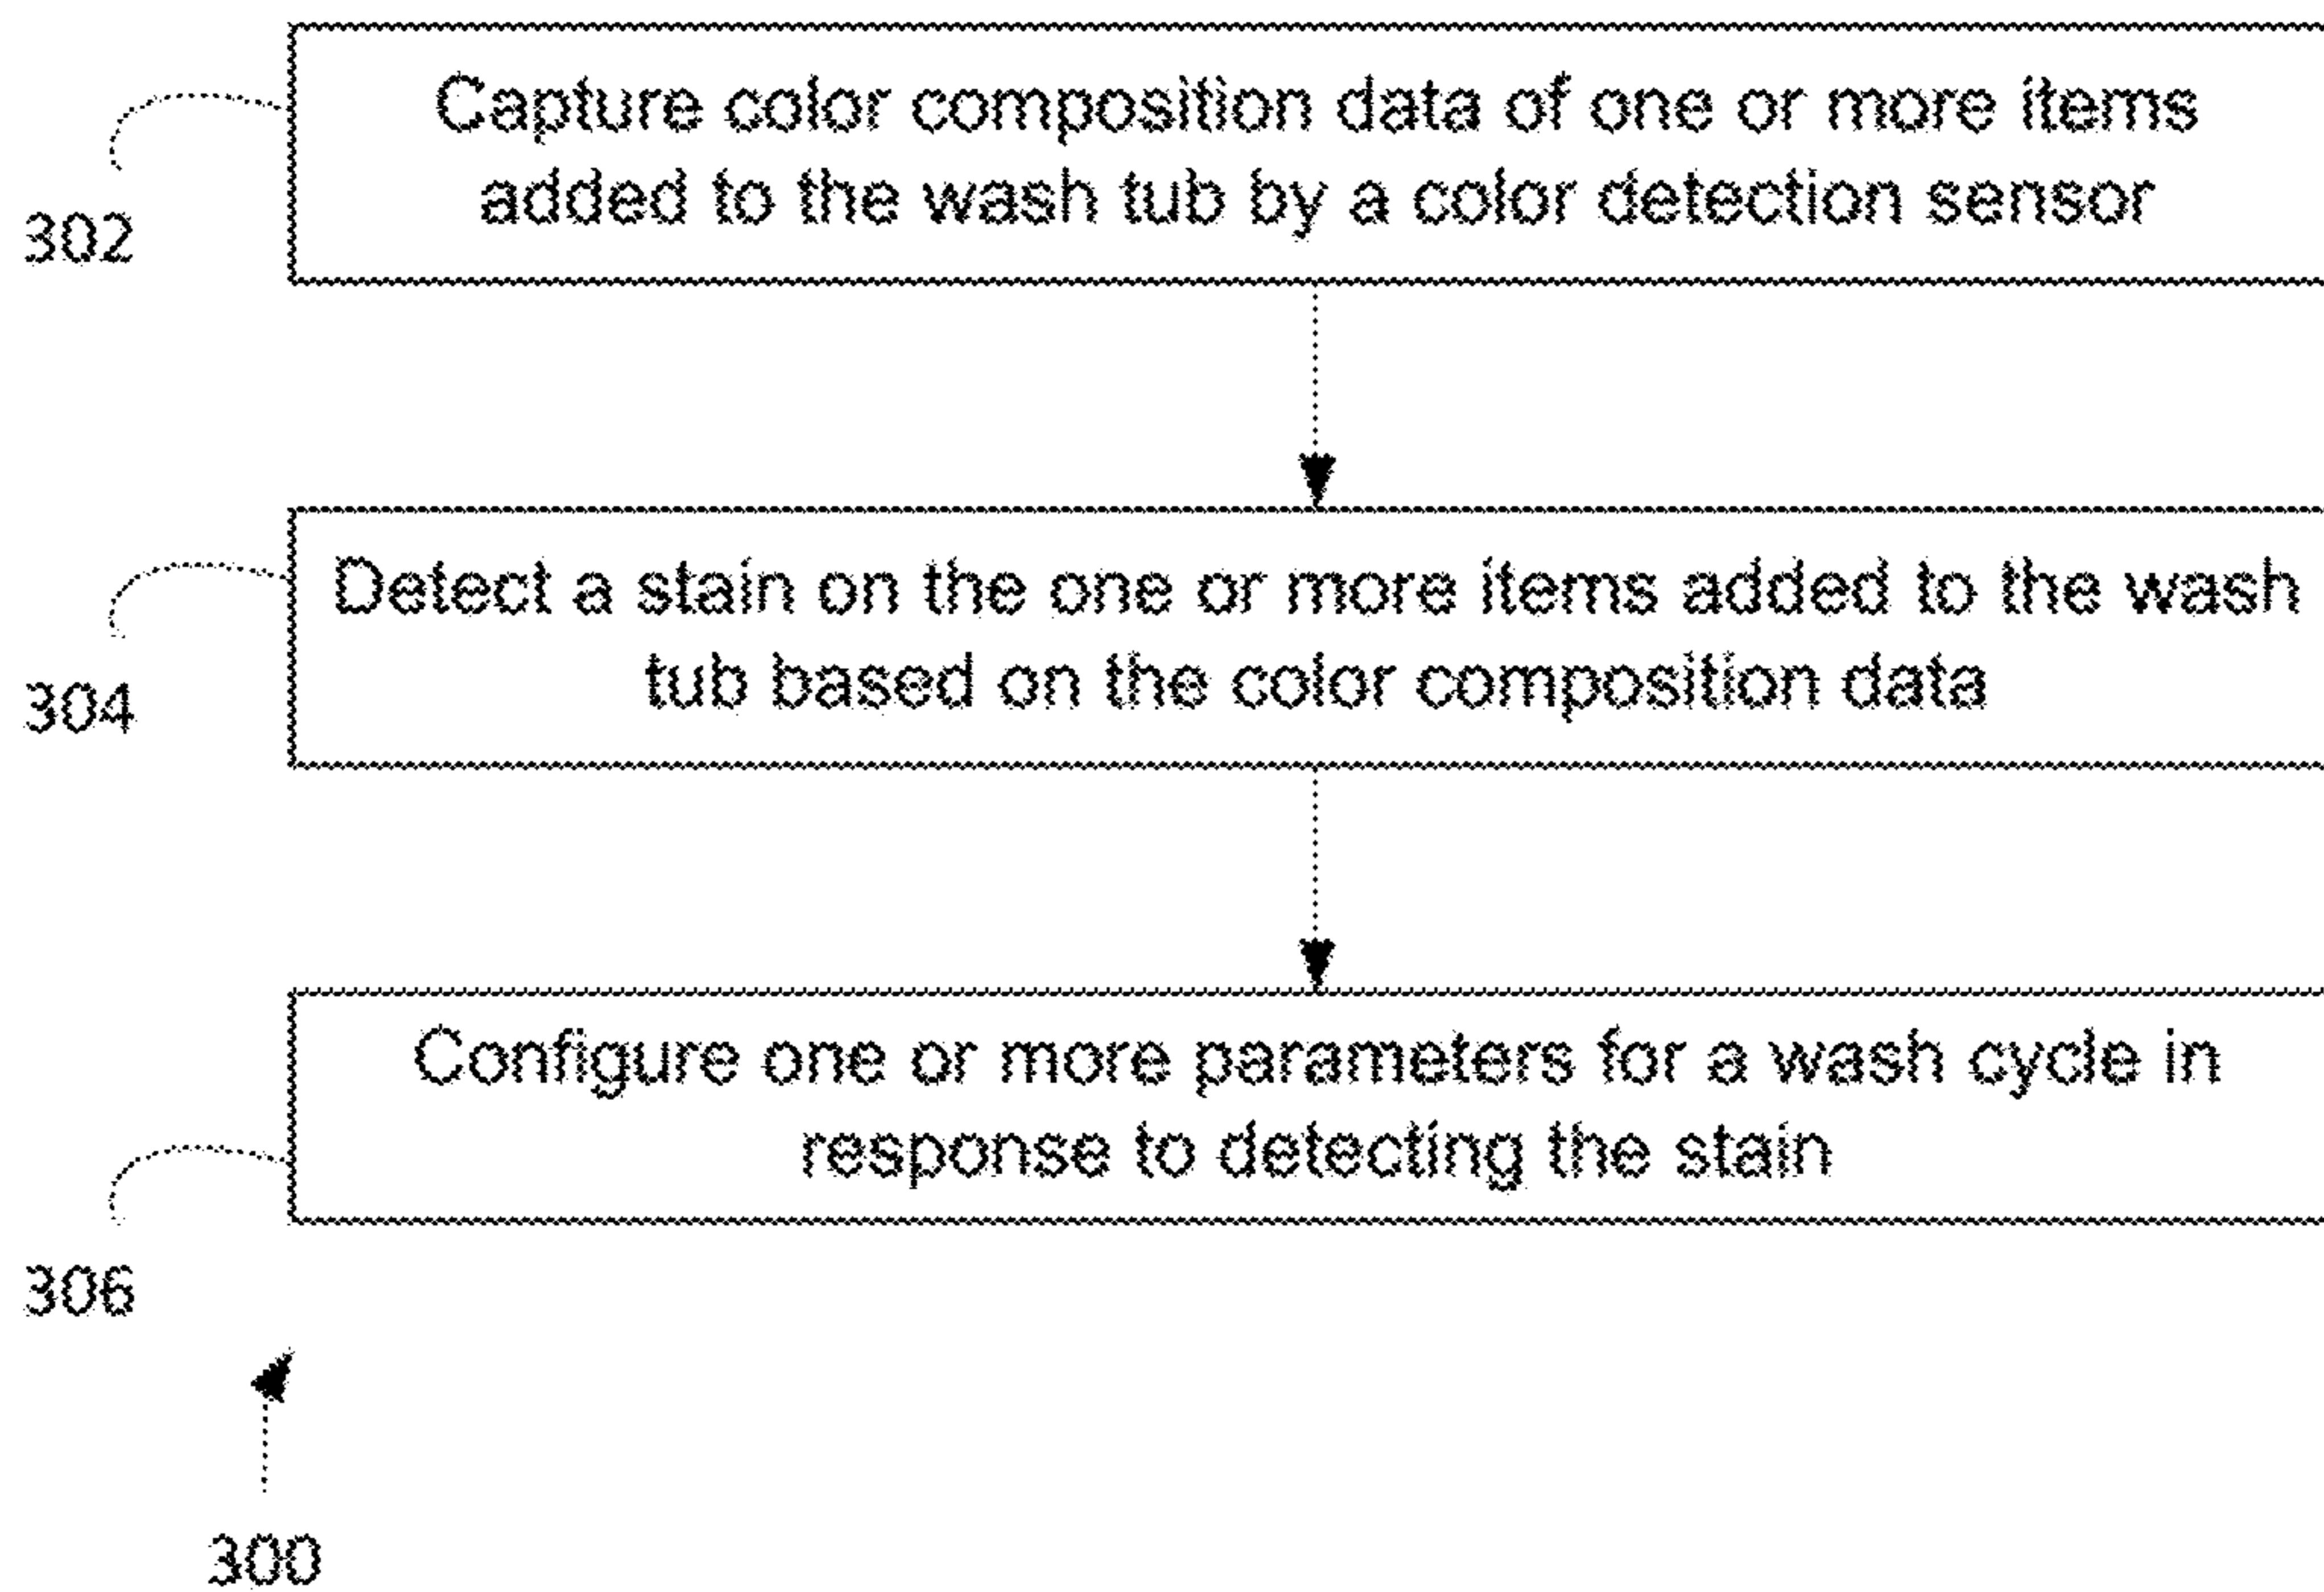 Capture color composition data of one or more items
added to the wash tub by a color detection sensor
302
Detect a stain on the one or more items added to the wash
tub based on the color composition data
304
Configure one or more parameters for a wash cycle in
response to detecting the stain
306
300